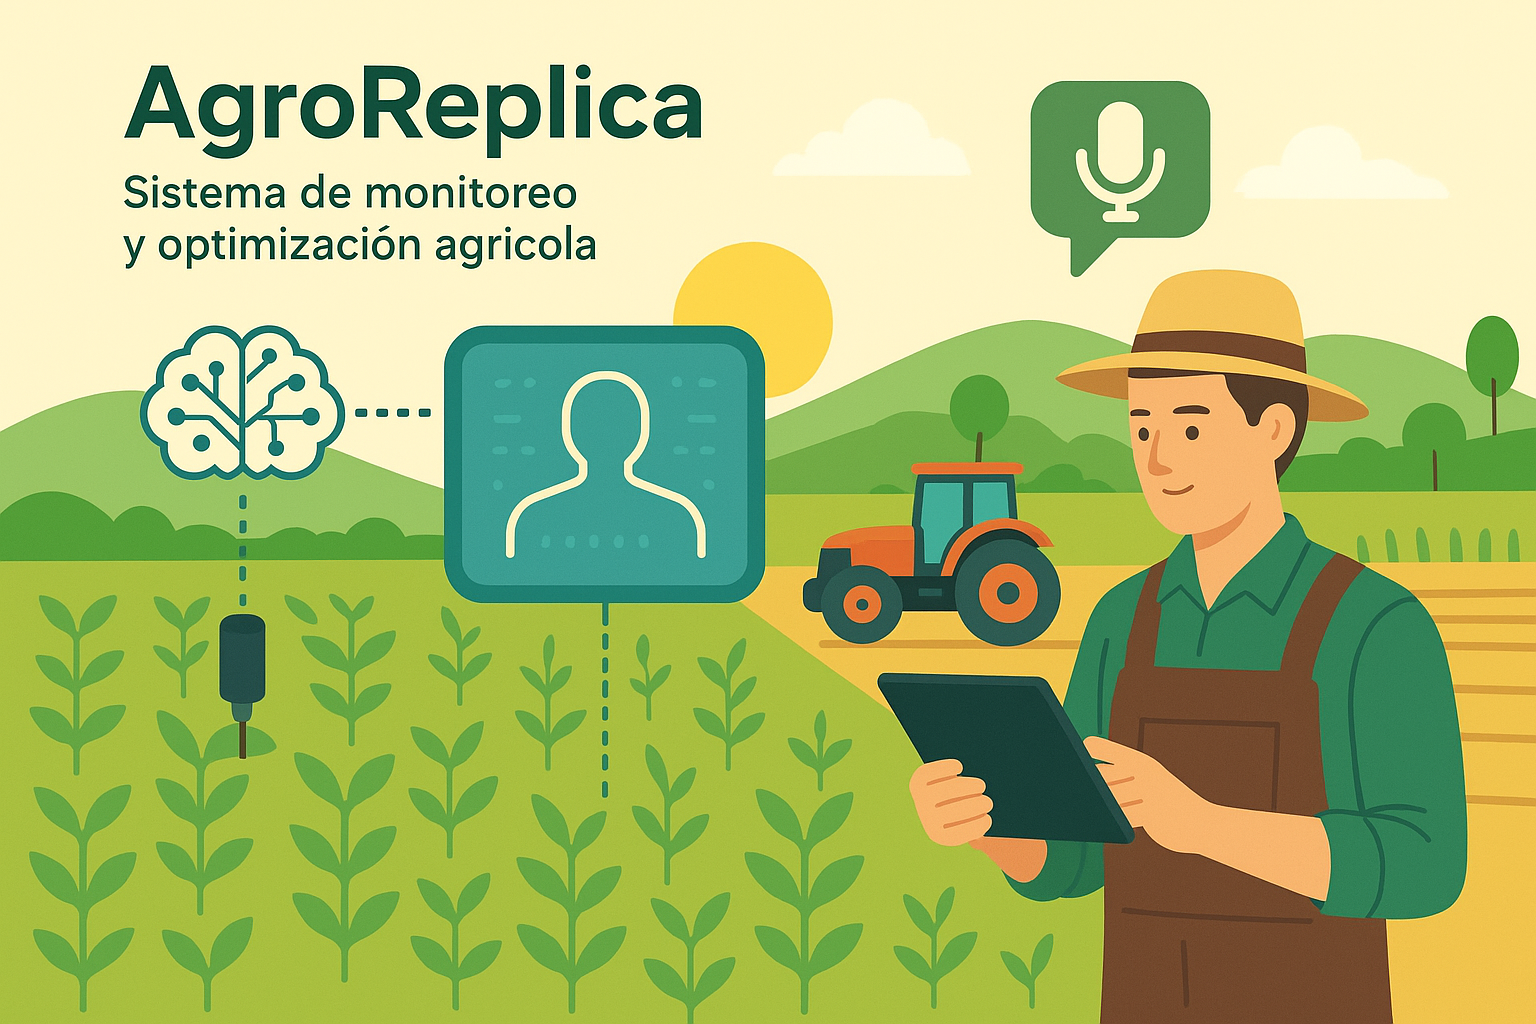 AgroReplica
Sistema de monitoreo
y optimización agricola